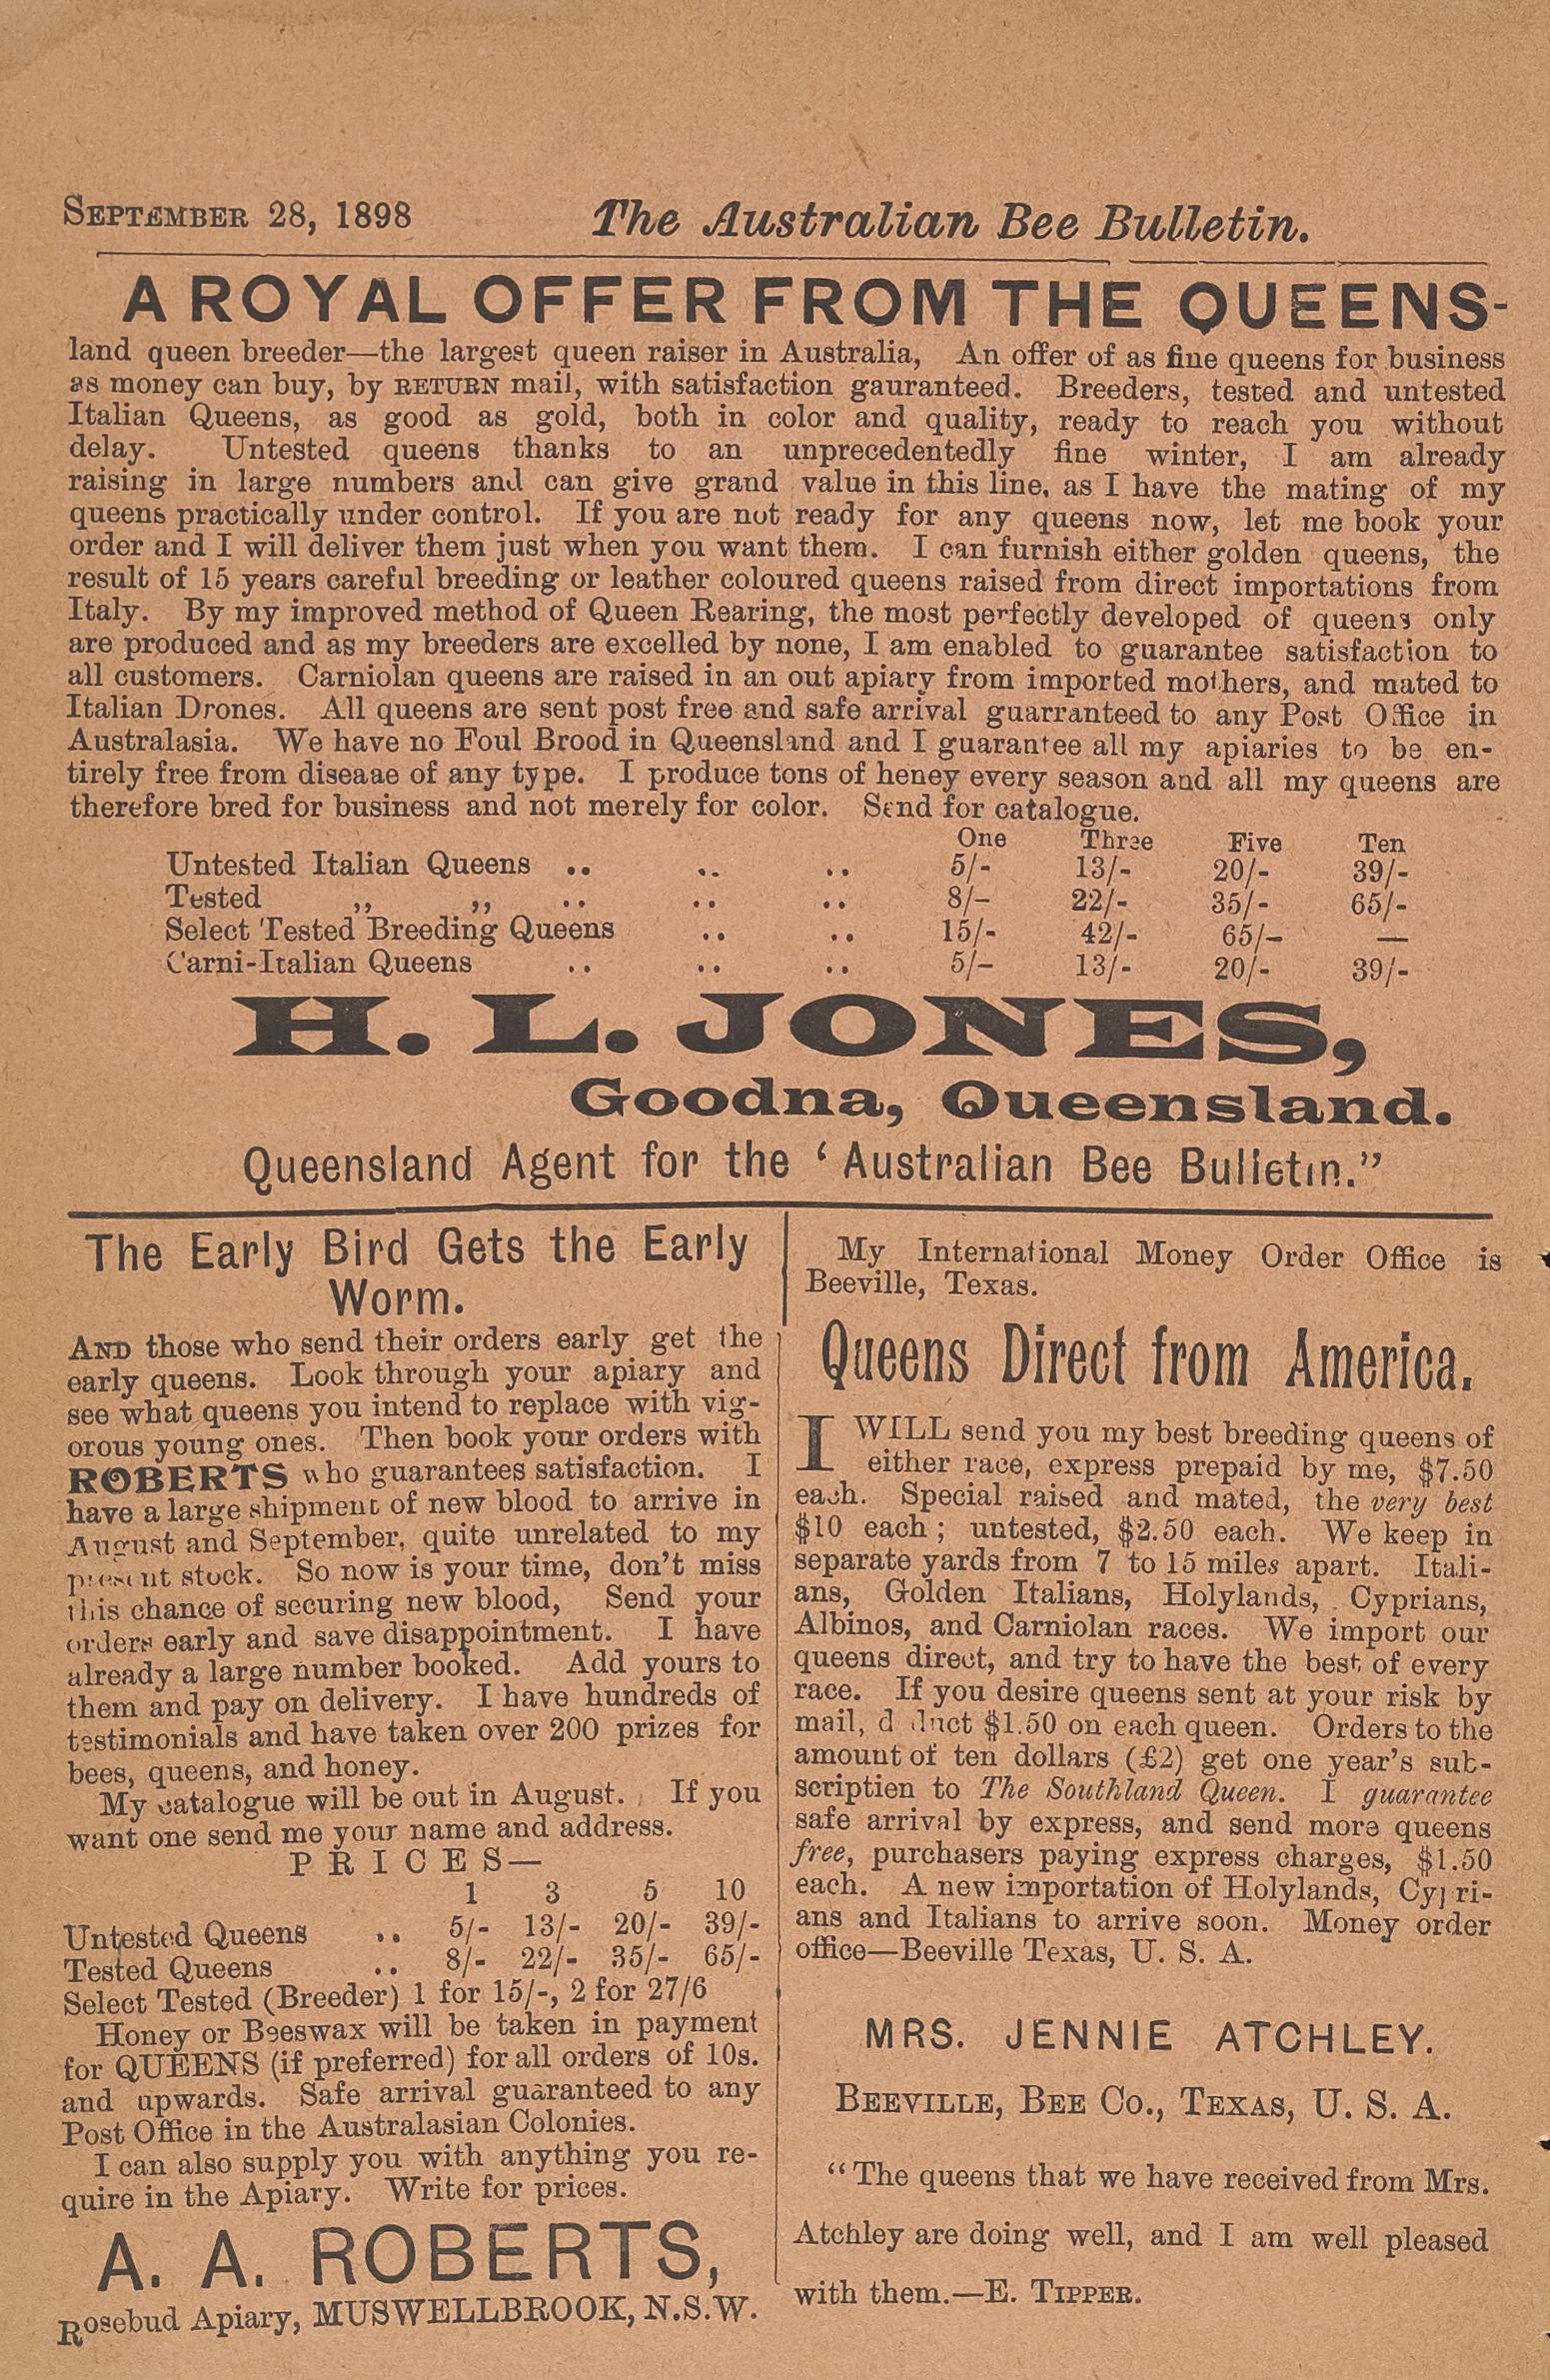 SEPTEMBER 28, 1898 The Australian Bee Bulletin.
A ROYAL OFFER FROM THE QUEENS-
land queen breeder—the largest queen raiser in Australia, An offer of as fine queens for business
as money can buy, by RETURN mail, with satisfaction gauranteed. Breeders, tested and untested
Italian Queens, as good as gold, both in color and quality, ready to reach you without
delay. Untested queens thanks to an unprecedentedly fine winter, I am already
raising in large numbers and can give grand value in this line, as I have the mating of my
queens practically under control. If you are not ready for any queens now, let me book your
order and I will deliver them just when you want them. I can furnish either golden queens, the
result of 15 years careful breeding or leather coloured queens raised from direct importations from
Italy. By my improved method of Queen Rearing, the most perfectly developed of queens only
are produced and as my breeders are excelled by none, I am enabled to guarantee satisfaction to
all customers. Carniolan queens are raised in an out apiary from imported mothers, and mated to
Italian Drones. All queens are sent post free and safe arrival guarranteed to any Post Office in
Australasia. We have no Foul Brood in Queensland and I guarantee all my apiaries to be en-
tirely free from diseaae of any type. I produce tons of heney every season and all my queens are
therefore bred for business and not merely for color. Send for catalogue.
One Three Five Ten
Untested Italian Queens .. .. .. 5/- 13/- 20/- 39/-
Tested ,, ,, .. .. .. 8/- 22/- 35/- 65/-
Select Tested Breeding Queens .. .. 15/- 42/- 65/- —
Carni-Italian Queens .. .. .. 5/- 13/- 20/- 39/-
H. L. JONES,
Goodna, Queensland.
Queensland Agent for the ‘ Australian Bee Bulletin.”
The Early Bird Gets the Early
Worm.
AND those who send their orders early get the
early queens. Look through your apiary and
see what queens you intend to replace with vig-
orous young ones. Then book your orders with
ROBERTS who guarantees satisfaction. I
have a large shipment of new blood to arrive in
August and September, quite unrelated to my
present stock. So now is your time, don’t miss
this chance of securing new blood, Send your
orders early and save disappointment. I have
already a large number booked. Add yours to
them and pay on delivery. I have hundreds of
testimonials and have taken over 200 prizes for
bees, queens, and honey.
My catalogue will be out in August. If you
want one send me your name and address.
PRICES—
1 3 5 10
Untested Queens .. 5/- 13/- 20/- 39/-
Tested Queens .. 8/- 22/- 35/- 65/-
Select Tested (Breeder) 1 for 15/-, 2 for 27/6
Honey or Beeswax will be taken in payment
for QUEENS (if preferred) for all orders of 10s.
and upwards. Safe arrival guaranteed to any
Post Office in the Australasian Colonies.
I can also supply you with anything you re-
quire in the Apiary. Write for prices.
A. A. ROBERTS,
Rosebud Apiary, MUSWELLBROOK, N.S.W.
My International Money Order Office is
Beeville, Texas.
Queens Direct from America.
I WILL send you my best breeding queens of
either race, express prepaid by me, $7.50
each. Special raised and mated, the very best
$10 each ; untested, $2.50 each. We keep in
separate yards from 7 to 15 miles apart. Itali-
ans, Golden Italians, Holylands, Cyprians,
Albinos, and Carniolan races. We import our
queens direct, and try to have the best of every
race. If you desire queens sent at your risk by
mail, d duct $1.50 on each queen. Orders to the
amount of ten dollars (£2) get one year’s sub-
scriptien to The Southland Queen. I guarantee
safe arrival by express, and send more queens
free, purchasers paying express charges, $1.50
each. A new importation of Holylands, Cypri-
ans and Italians to arrive soon. Money order
office—Beeville Texas, U. S. A.
MRS. JENNIE ATCHLEY.
BEEVILLE, BEE CO., TEXAS, U. S. A.
“The queens that we have received from Mrs.
Atchley are doing well, and I am well pleased
with them.—E. TIPPER.